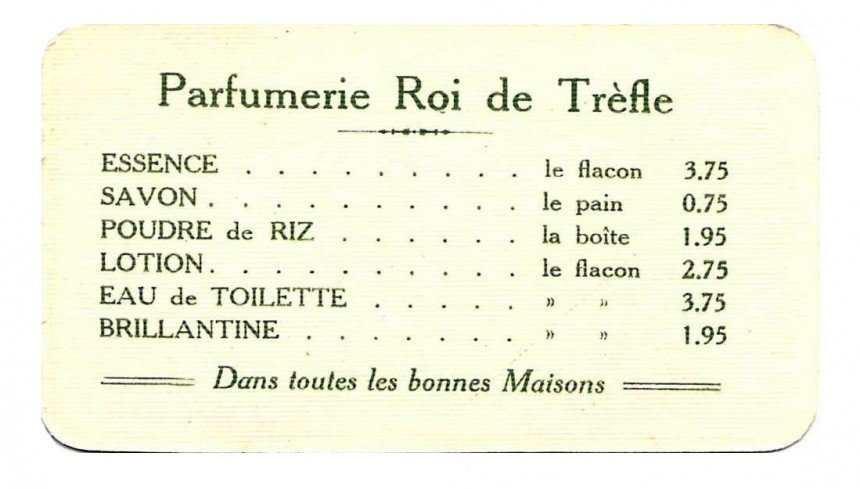 Parfumerie Roi de Trèfle
ESSENCE . . . . . . . . . le flacon 3.75
SAVON . . . . . . . . . . le pain 0.75
POUDRE de RIZ . . . . . . la boîte 1.95
LOTION . . . . . . . . . . le flacon 2.75
EAU de TOILETTE . . . . . » » 3.75
BRILLANTINE . . . . . . . » » 1.95
Dans toutes les bonnes Maisons